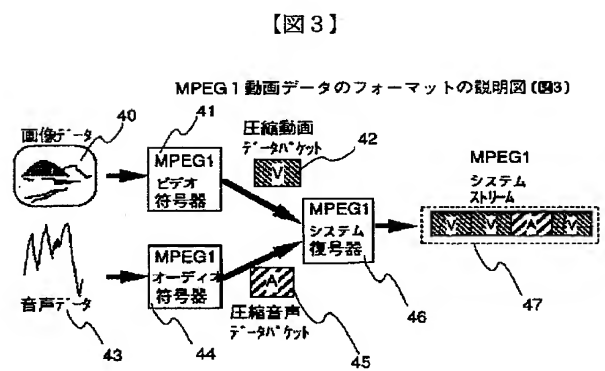 【図3】
MPEG1動画データのフォーマットの説明図(図3)
画像データ
40
41
MPEG1
ビデオ
符号器
圧縮動画
データパケット
42
V
MPEG1
システム
復号器
46
MPEG1
システム
ストリーム
V V A V
47
音声データ
43
MPEG1
オーディオ
符号器
44
A
圧縮音声
データパケット
45